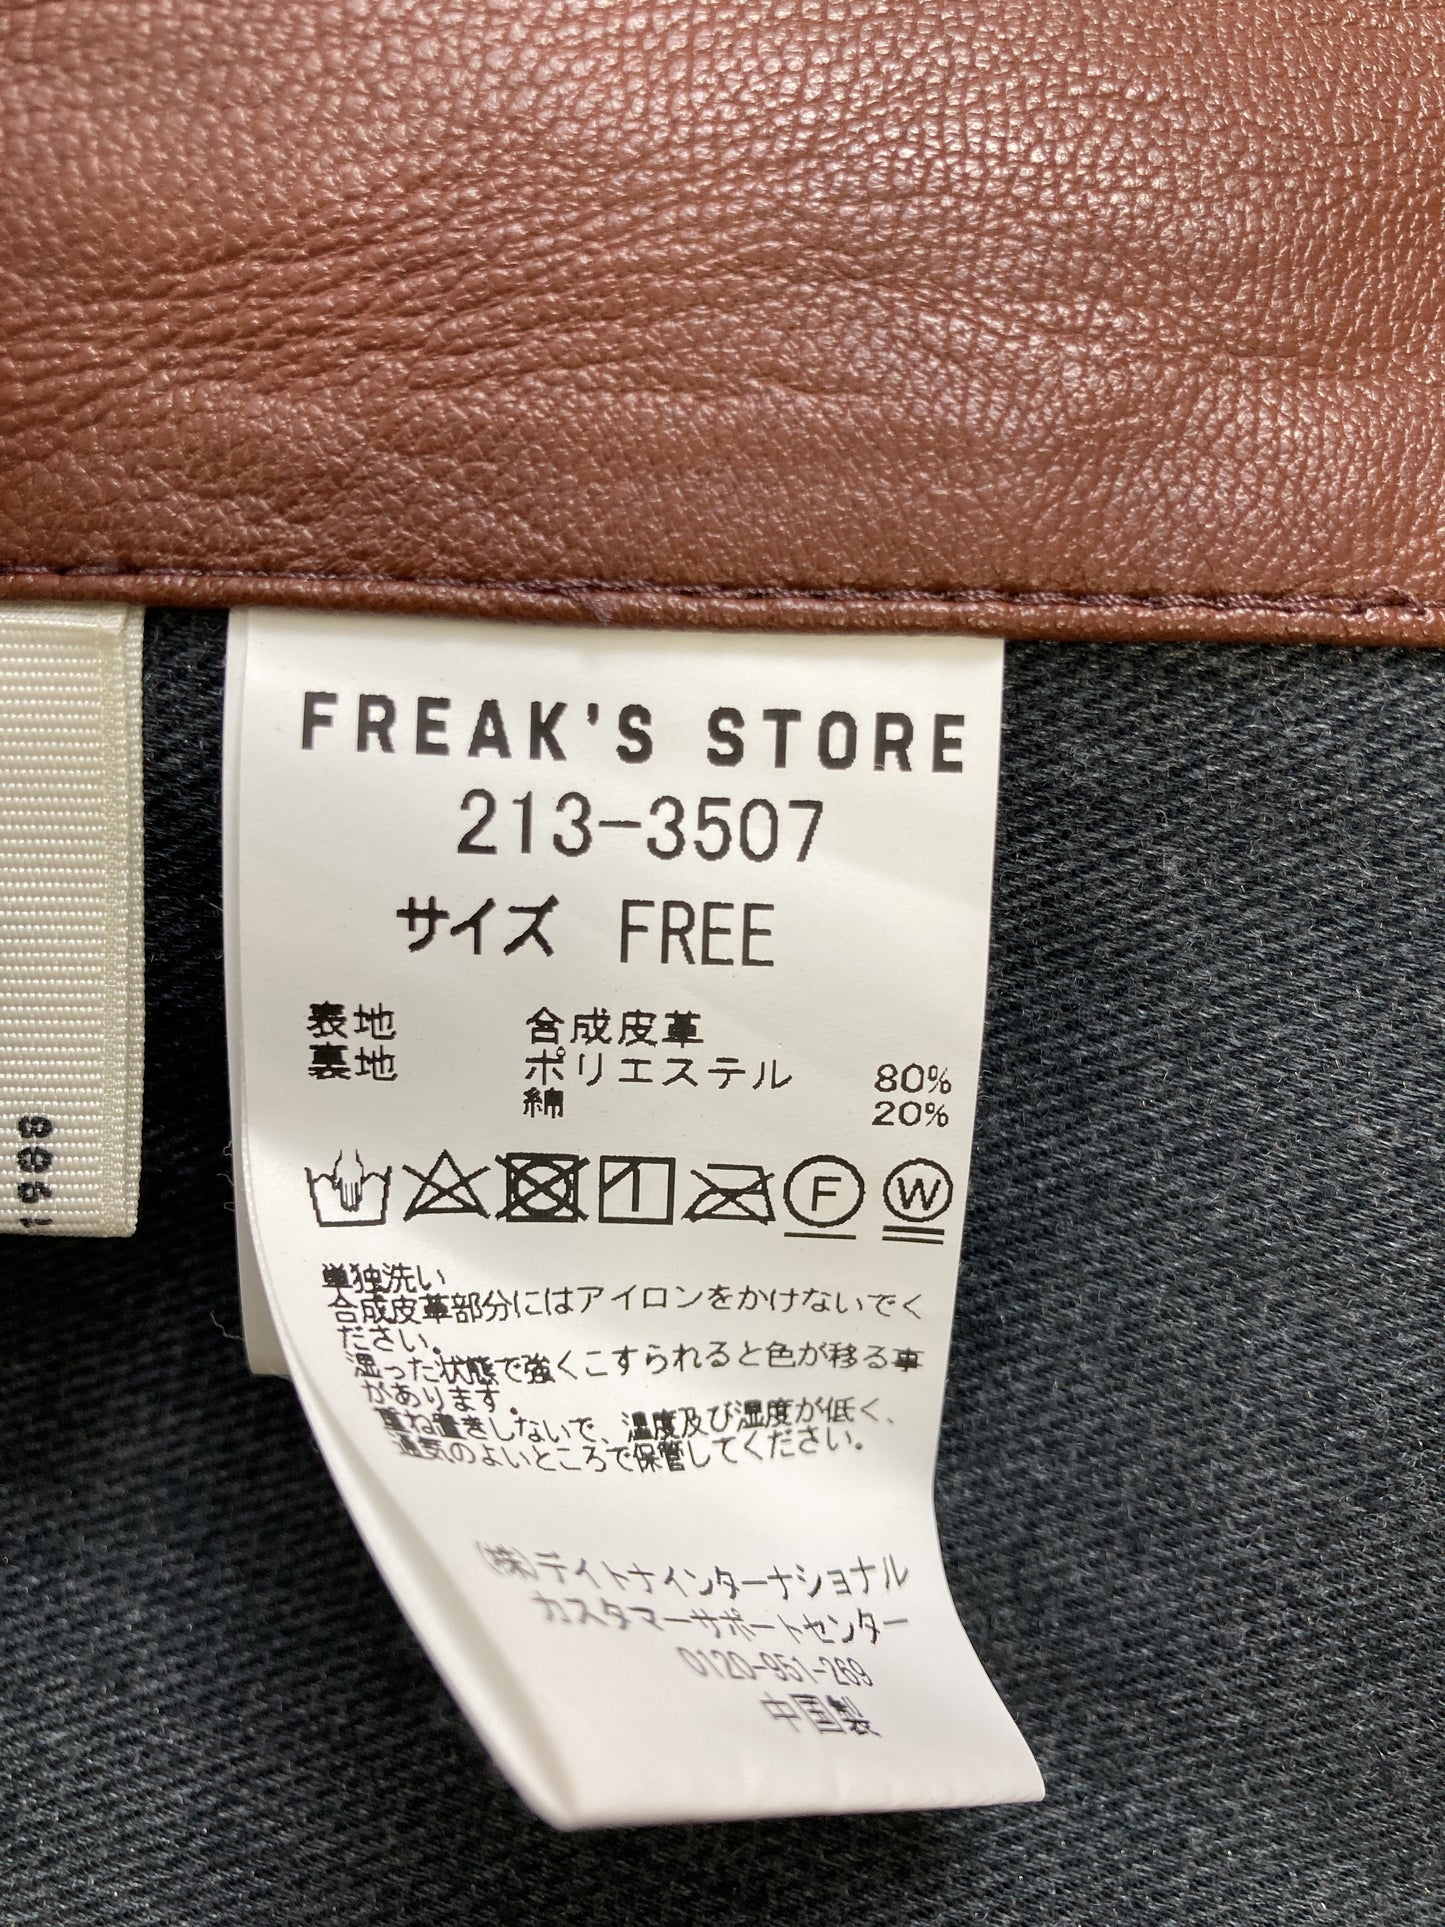 FREAK'S STORE
213-3507
サイズ FREE
表地 合成皮革
裏地 ポリエステル 80%
綿 20%
F W
単独洗い
合成皮革部分にはアイロンをかけないでく
ださい。
湿った状態で強くこすられると色が移る事
があります。
重ね置きしないで、温度及び湿度が低く、
通気のよいところで保管してください。
(株)デイトナインターナショナル
カスタマーサポートセンター
0120-951-269
中国製
1986